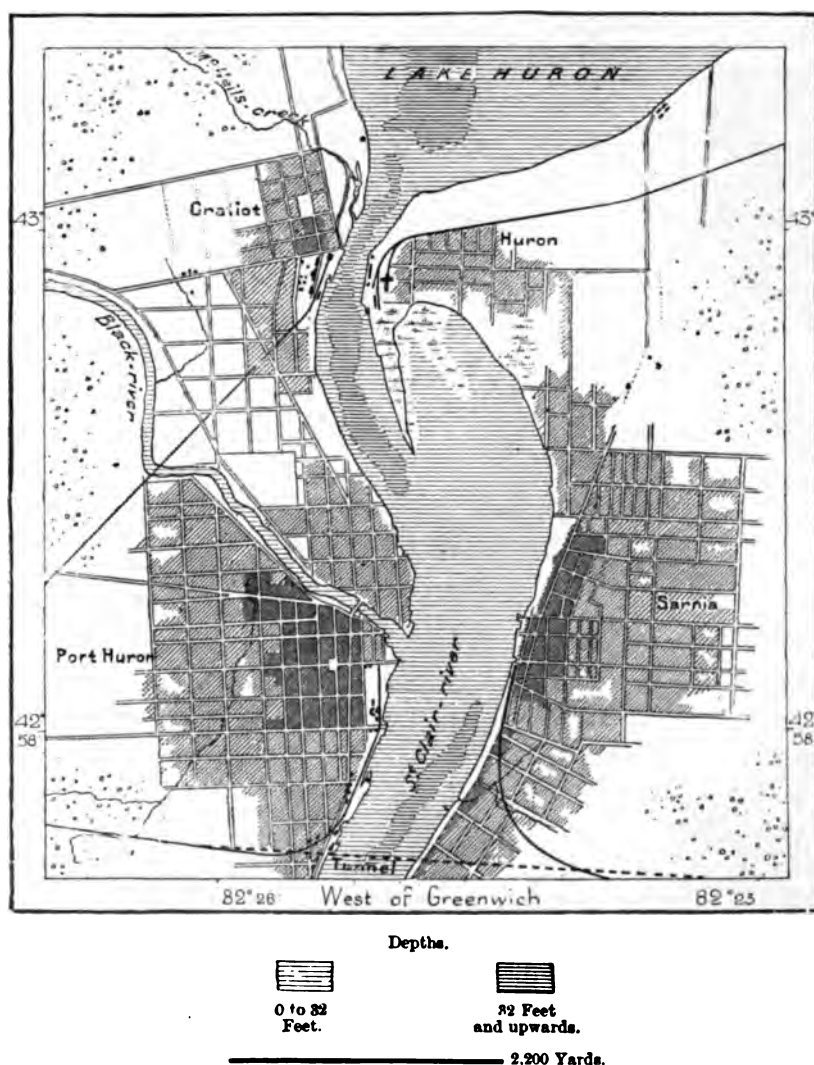 LAKE HURON
McNeils creek
Gratiot
43°
43°
Huron
Black-river
Sarnia
Port Huron
St Clair-river
42
58
42
58
Tunnel
82°26
West of Greenwich
82°23
Depths.
0 to 32
Feet.
32 Feet
and upwards.
2,200 Yards.